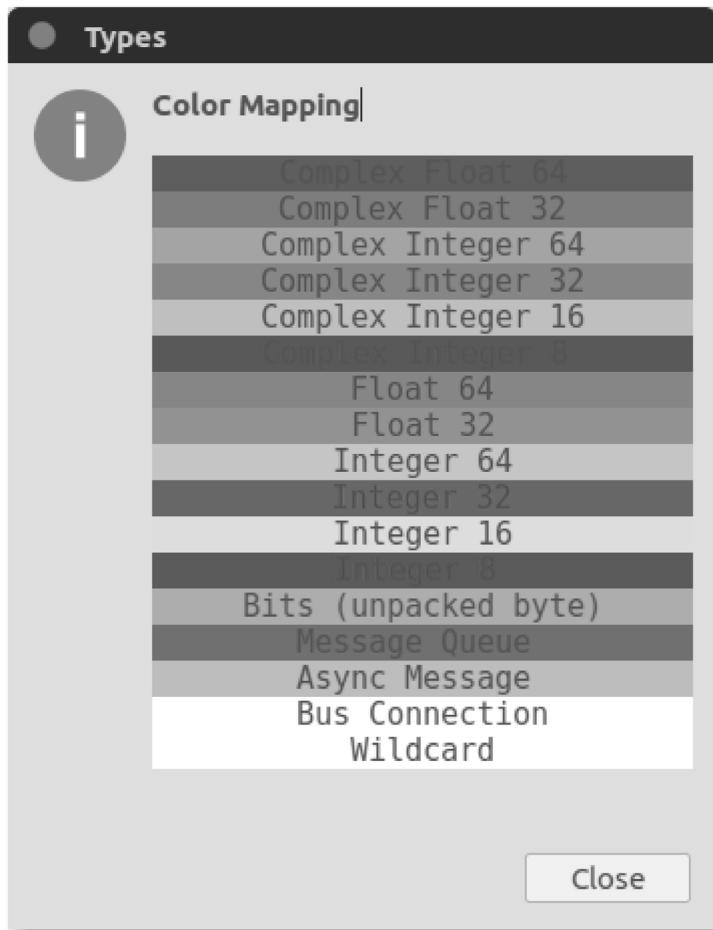 Types
Color Mapping
Complex Float 64
Complex Float 32
Complex Integer 64
Complex Integer 32
Complex Integer 16
Complex Integer 8
Float 64
Float 32
Integer 64
Integer 32
Integer 16
Integer 8
Bits (unpacked byte)
Message Queue
Async Message
Bus Connection
Wildcard
Close